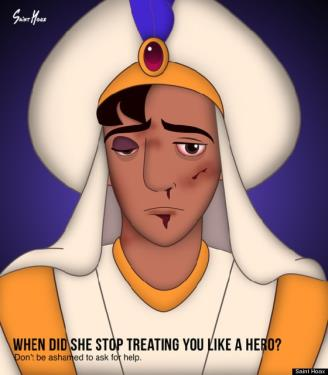 Saint Hoax
WHEN DID SHE STOP TREATING YOU LIKE A HERO?
Don't be ashamed to ask for help.
Saint Hoax